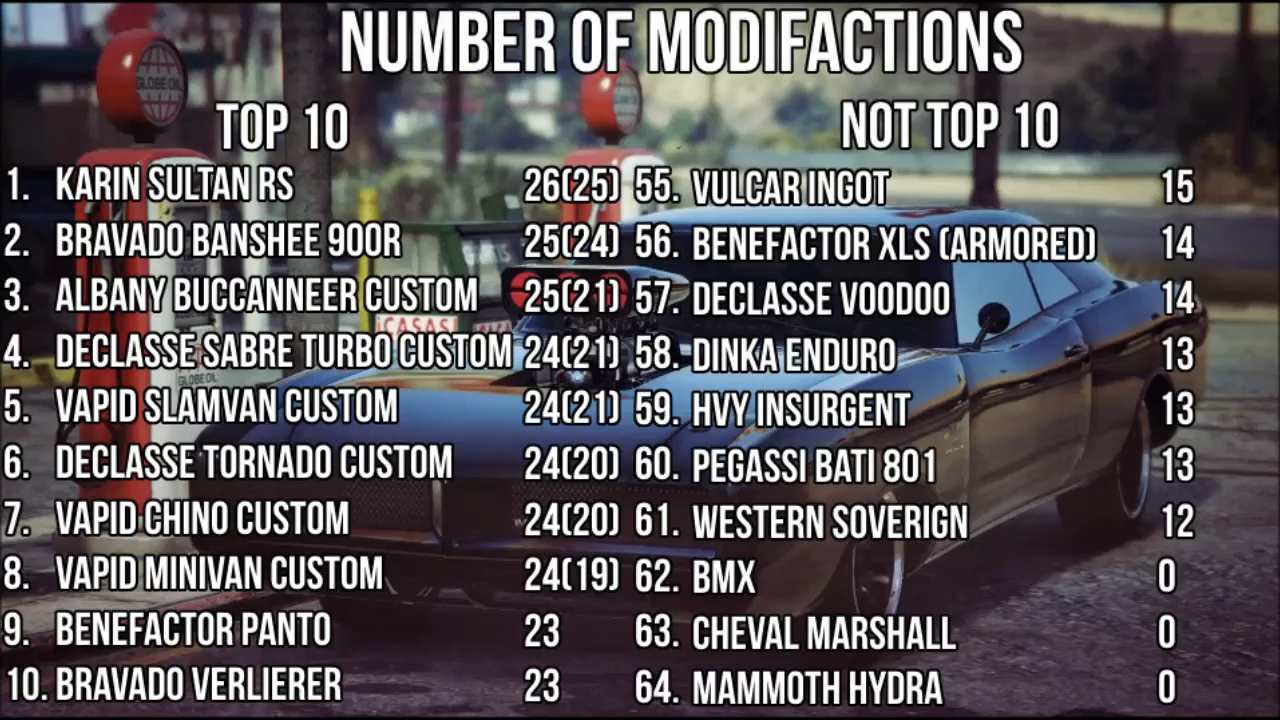 NUMBER OF MODIFACTIONS
TOP 10
1. KARIN SULTAN RS 26(25)
2. BRAVADO BANSHEE 900R 25(24)
3. ALBANY BUCCANNEER CUSTOM 25(21)
4. DECLASSE SABRE TURBO CUSTOM 24(21)
5. VAPID SLAMVAN CUSTOM 24(21)
6. DECLASSE TORNADO CUSTOM 24(20)
7. VAPID CHINO CUSTOM 24(20)
8. VAPID MINIVAN CUSTOM 24(19)
9. BENEFACTOR PANTO 23
10. BRAVADO VERLIERER 23
NOT TOP 10
55. VULCAR INGOT 15
56. BENEFACTOR XLS (ARMORED) 14
57. DECLASSE VOODOO 14
58. DINKA ENDURO 13
59. HVY INSURGENT 13
60. PEGASSI BATI 801 13
61. WESTERN SOVERIGN 12
62. BMX 0
63. CHEVAL MARSHALL 0
64. MAMMOTH HYDRA 0
GLOBE OIL
GLOBE OIL
¡CASAS!